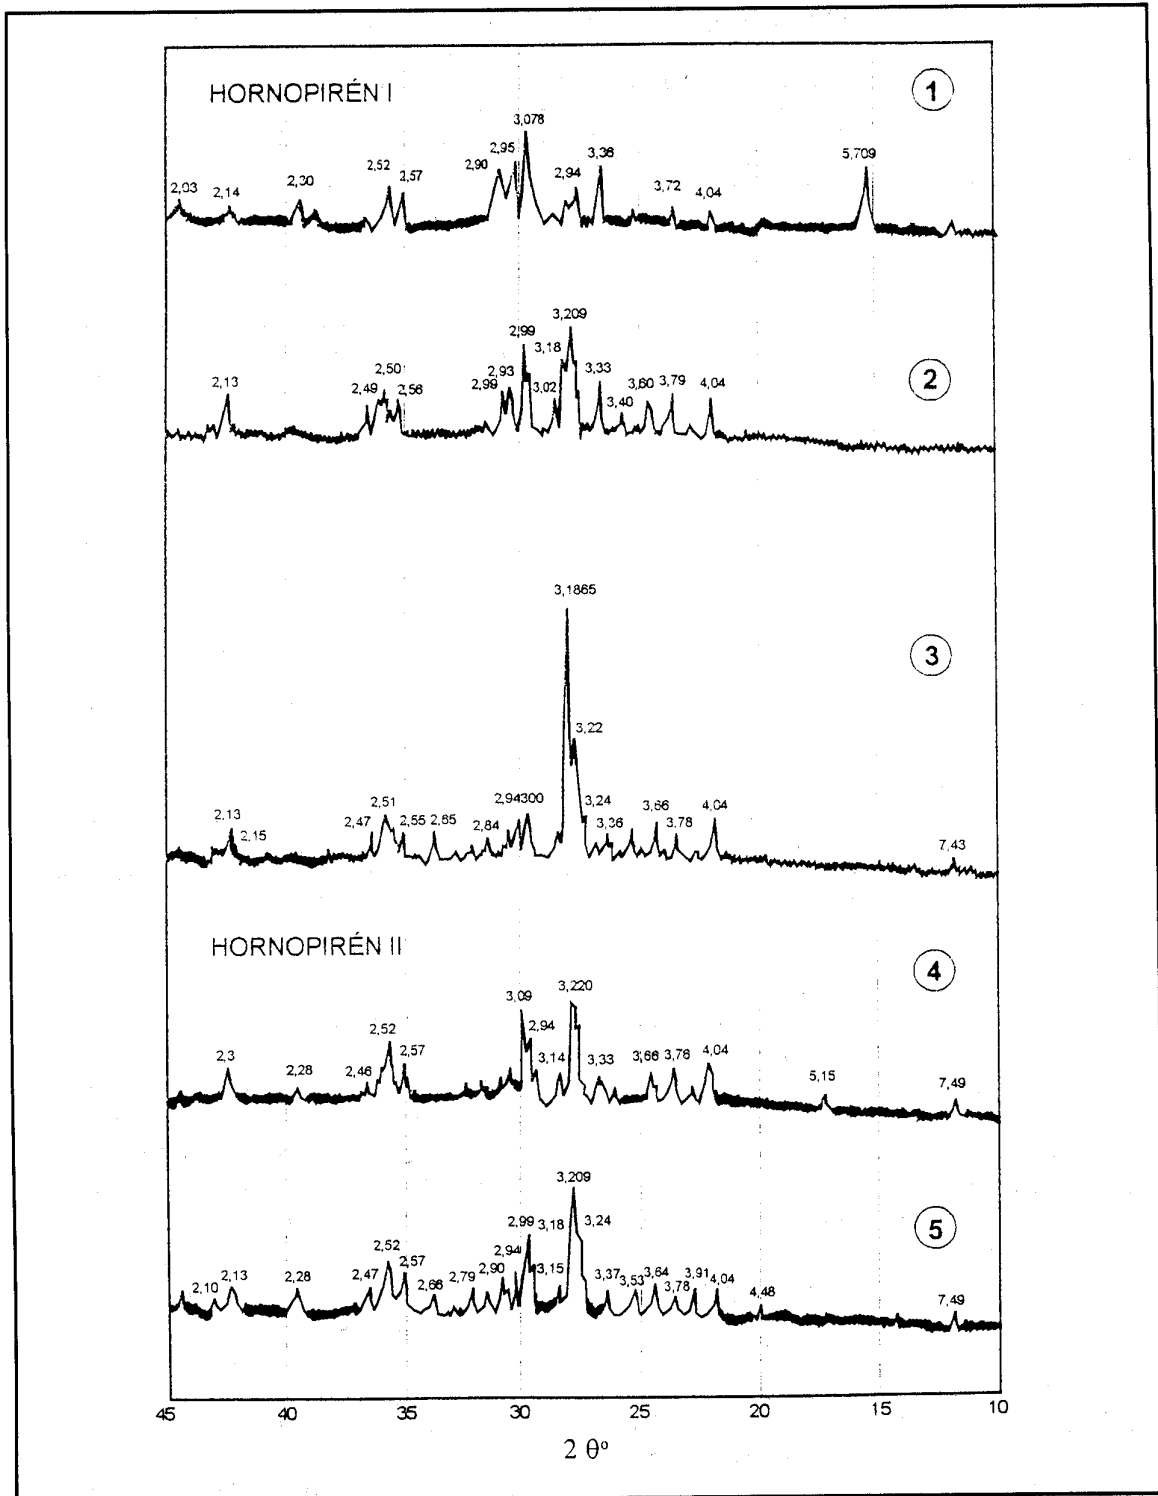 HORNOPIRÉN I
1
2,03 2,14 2,30 2,52 2,57 2,90 2,95 3,078 2,94 3,36 3,72 4,04 5,709
2
2,13 2,49 2,50 2,56 2,99 2,93 2,99 3,02 3,18 3,209 3,33 3,40 3,60 3,79 4,04
3
2,13 2,15 2,47 2,51 2,55 2,65 2,84 2,94 300 3,1865 3,22 3,24 3,36 3,66 3,78 4,04 7,43
HORNOPIRÉN II
4
2,3 2,28 2,46 2,52 2,57 3,09 2,94 3,14 3,220 3,33 3,66 3,76 4,04 5,15 7,49
5
2,10 2,13 2,28 2,47 2,52 2,57 2,66 2,79 2,90 2,94 2,99 3,15 3,18 3,209 3,24 3,37 3,53 3,64 3,78 3,91 4,04 4,48 7,49
45 40 35 30 25 20 15 10
2 θº